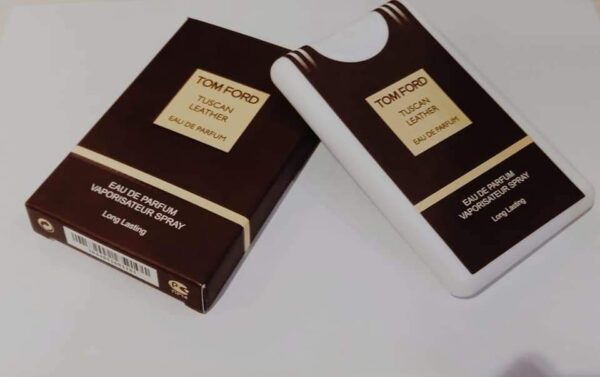 TOM FORD
TUSCAN
LEATHER
EAU DE PARFUM
EAU DE PARFUM
VAPORISATEUR SPRAY
Long Lasting
TOM FORD
TUSCAN
LEATHER
EAU DE PARFUM
EAU DE PARFUM
VAPORISATEUR SPRAY
Long Lasting